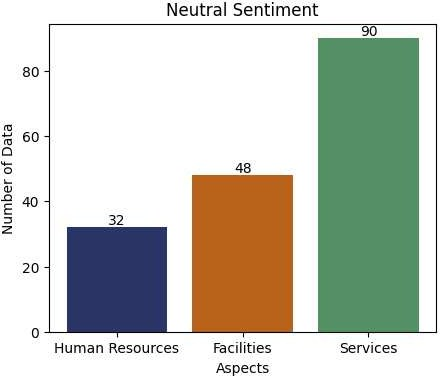 Neutral Sentiment
90
80
Number of Data
60
48
40
32
20
0
Human Resources Facilities Services
Aspects